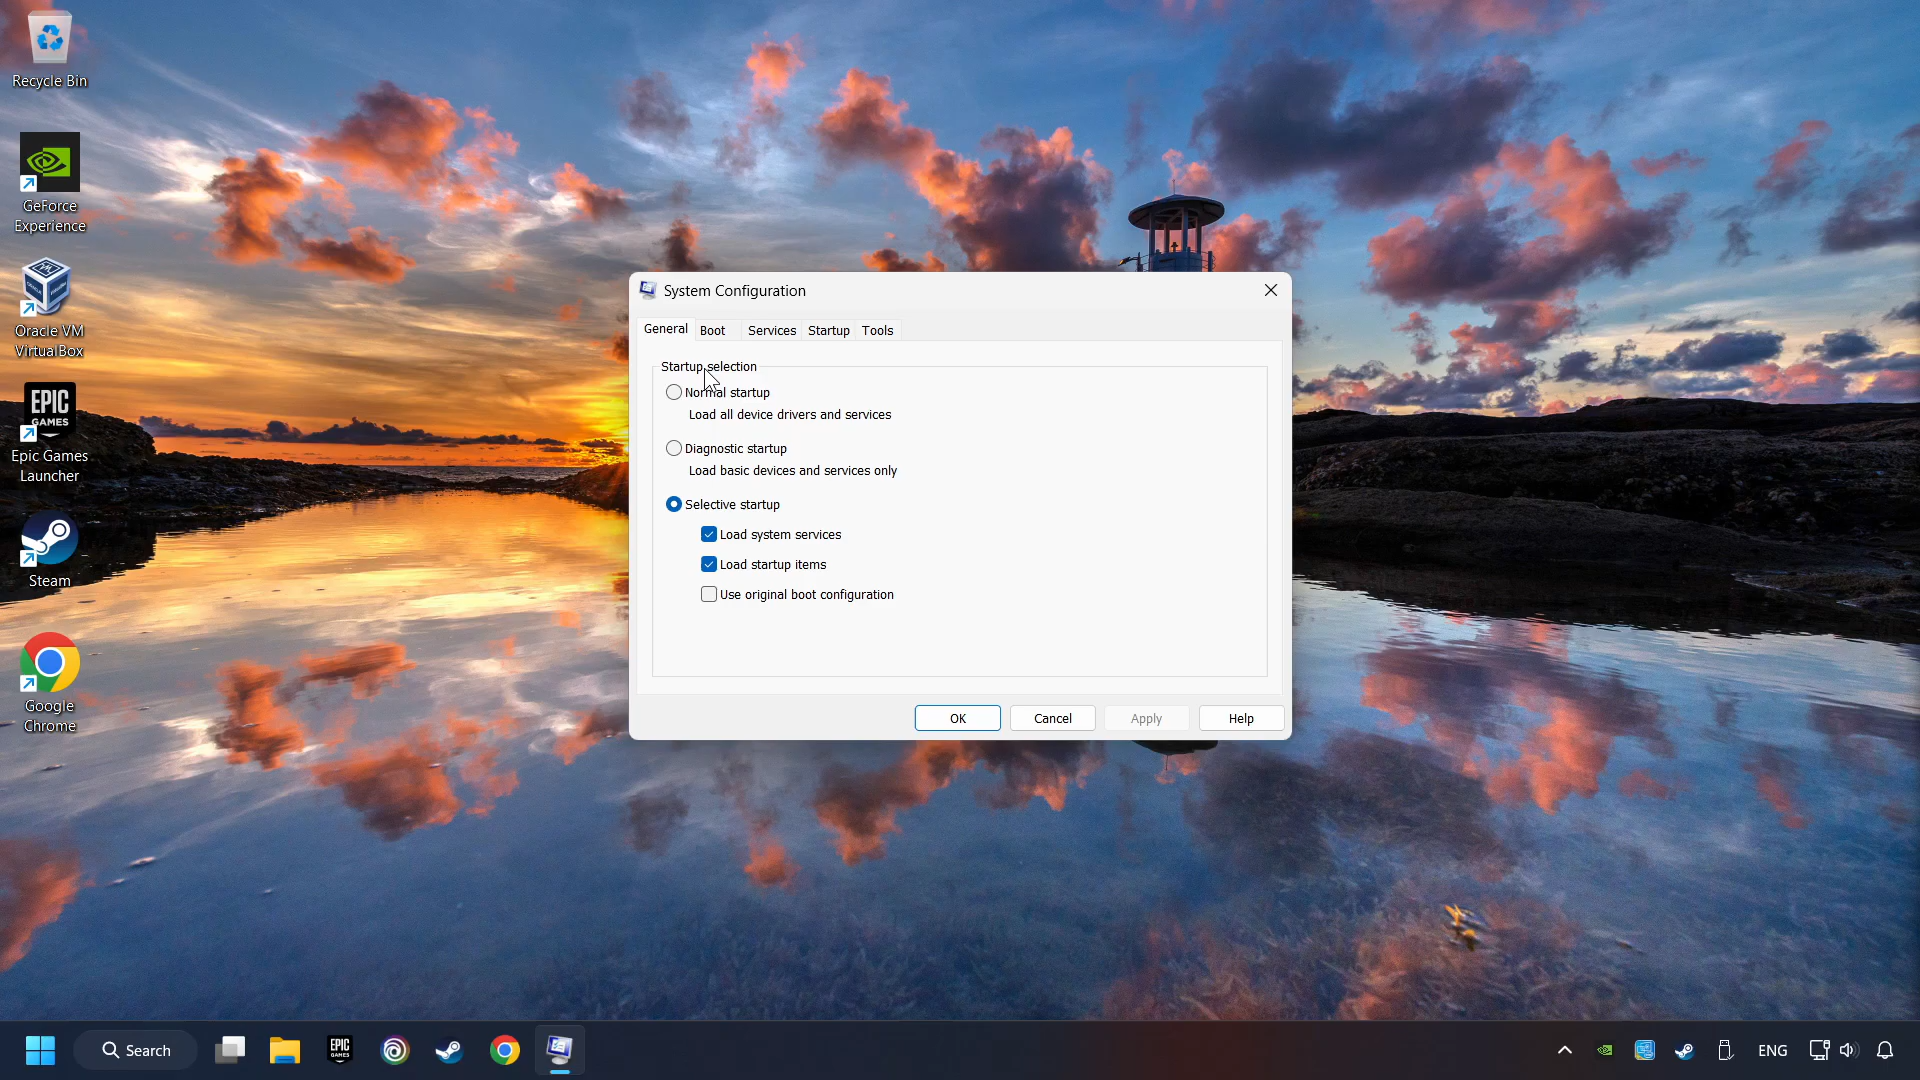 Recycle Bin
GeForce
Experience
Oracle VM
VirtualBox
EPIC
GAMES
Epic Games
Launcher
Steam
Google
Chrome
System Configuration
General Boot Services Startup Tools
Startup selection
Normal startup
Load all device drivers and services
Diagnostic startup
Load basic devices and services only
Selective startup
Load system services
Load startup items
Use original boot configuration
OK Cancel Apply Help
Search
EPIC
GAMES
ENG